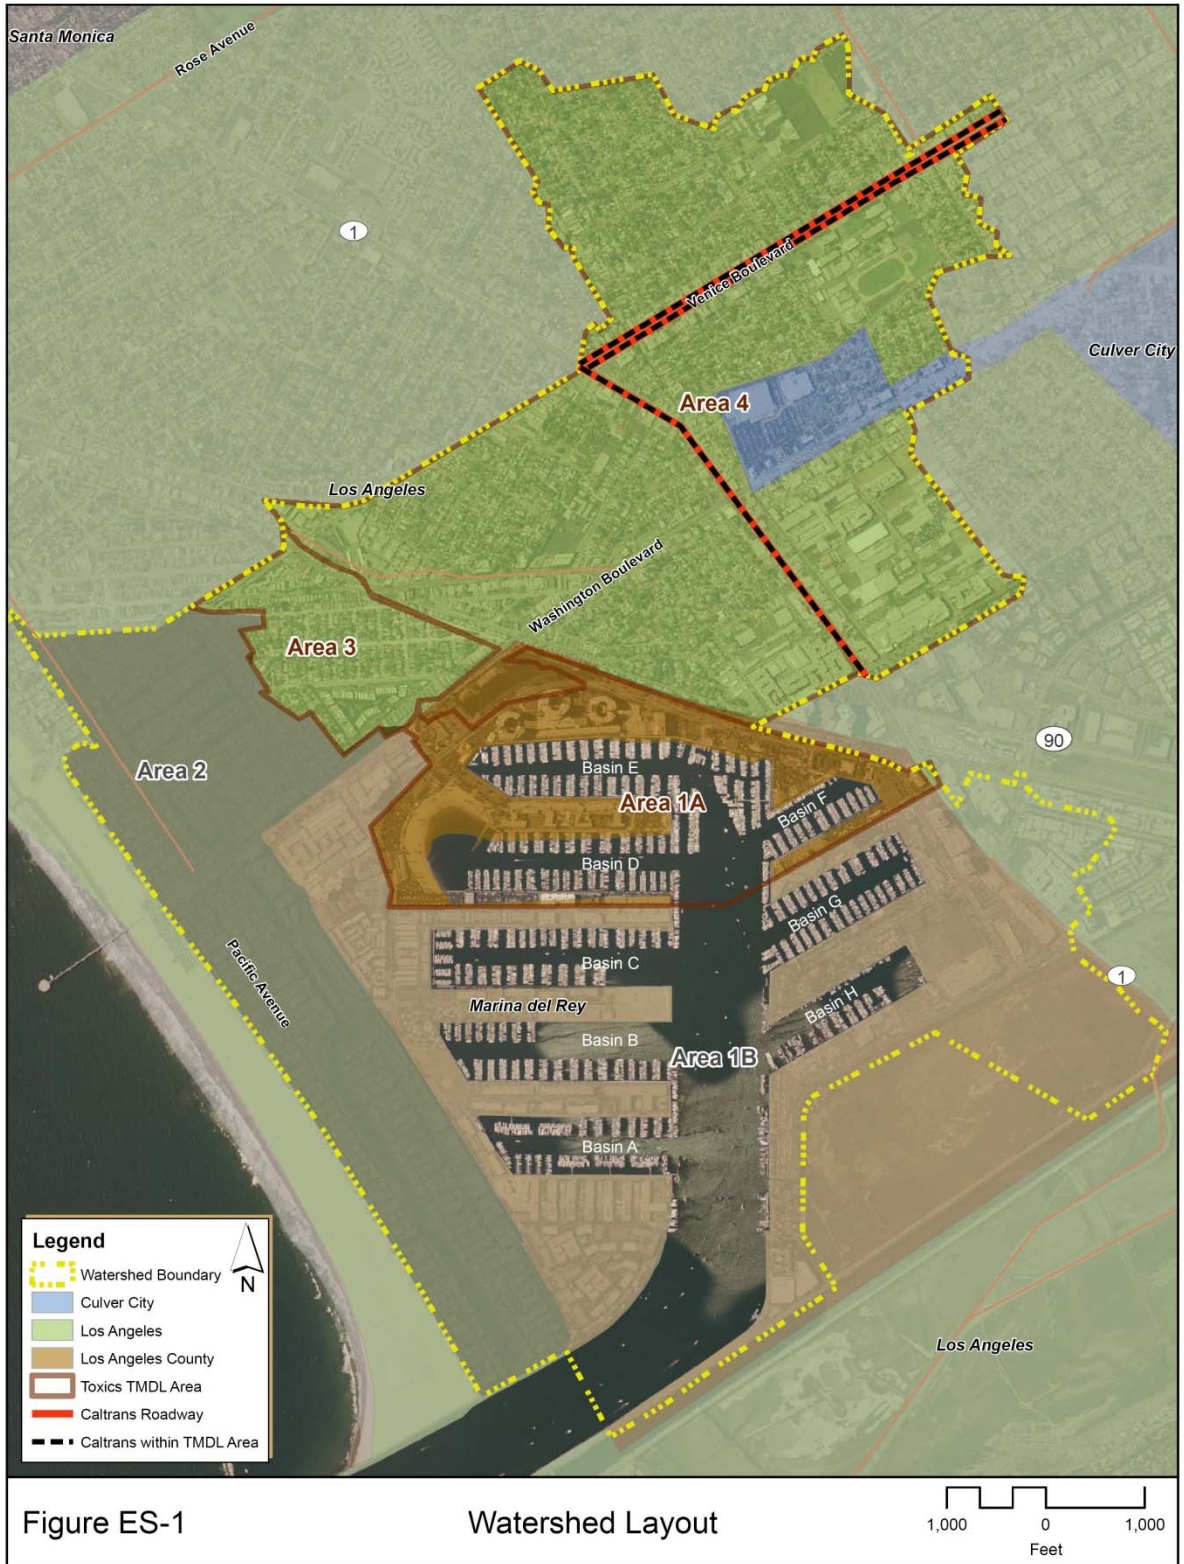 Santa Monica
Rose Avenue
1
Venice Boulevard
Culver City
Area 4
Los Angeles
Washington Boulevard
Area 3
90
Area 2
Basin E
Area 1A
Basin F
Basin D
Basin G
Basin C
Pacific Avenue
1
Marina del Rey
Basin H
Basin B
Area 1B
Basin A
Los Angeles
Legend
N
Watershed Boundary
Culver City
Los Angeles
Los Angeles County
Toxics TMDL Area
Caltrans Roadway
Caltrans within TMDL Area
Figure ES-1
Watershed Layout
1,000 0 1,000
Feet